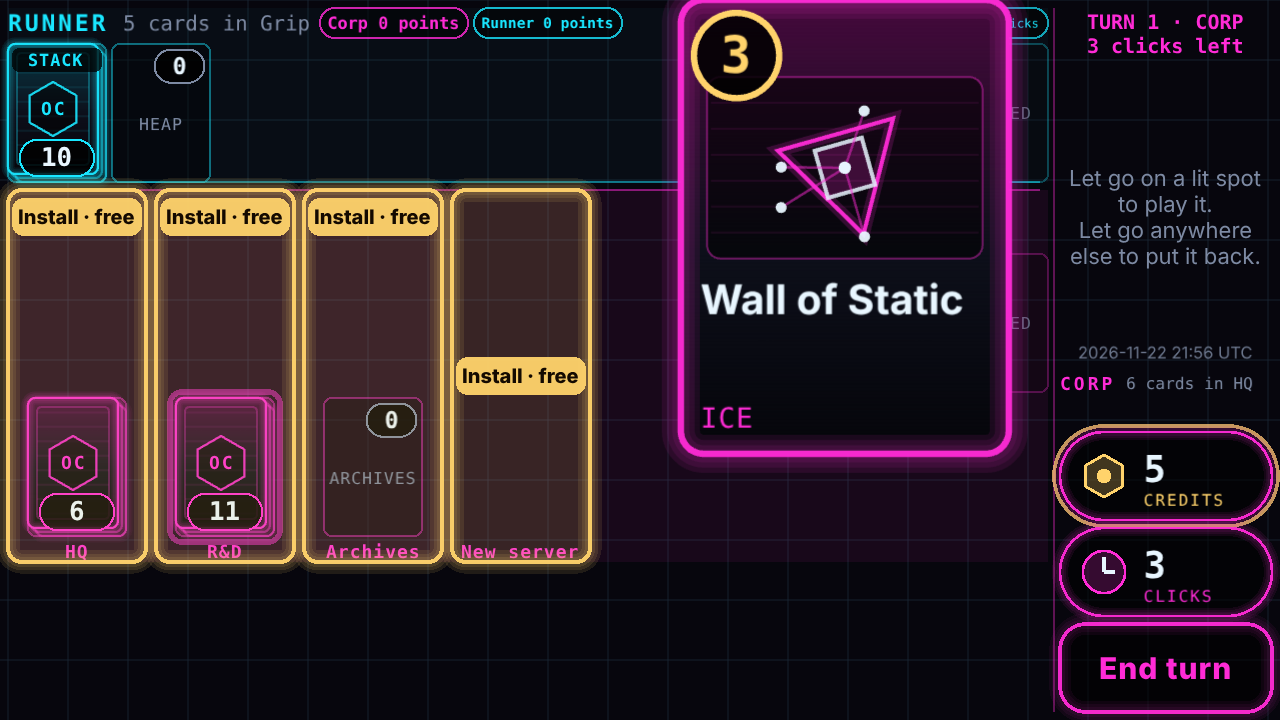 RUNNER 5 cards in Grip Corp 0 points Runner 0 points
TURN 1 · CORP
3 clicks left
STACK
OC
10
0
HEAP
3
Wall of Static
ICE
Let go on a lit spot
to play it.
Let go anywhere
else to put it back.
2026-11-22 21:56 UTC
CORP 6 cards in HQ
Install · free
Install · free
Install · free
Install · free
OC
6
HQ
OC
11
R&D
0
ARCHIVES
Archives
New server
5
CREDITS
3
CLICKS
End turn